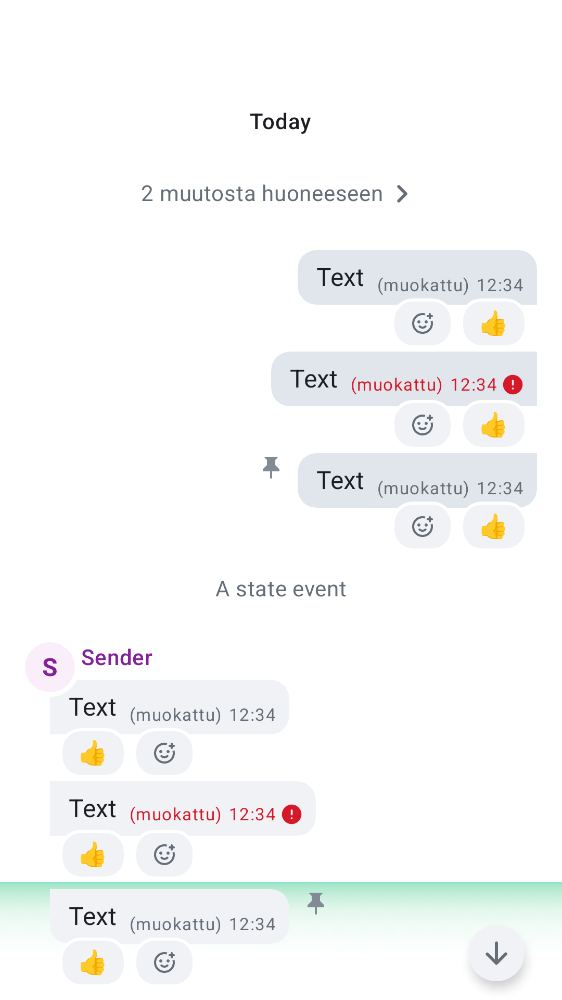 Today
2 muutosta huoneeseen
Text (muokattu) 12:34
👍
Text (muokattu) 12:34
👍
Text (muokattu) 12:34
👍
A state event
S Sender
Text (muokattu) 12:34
👍
Text (muokattu) 12:34
👍
Text (muokattu) 12:34
👍